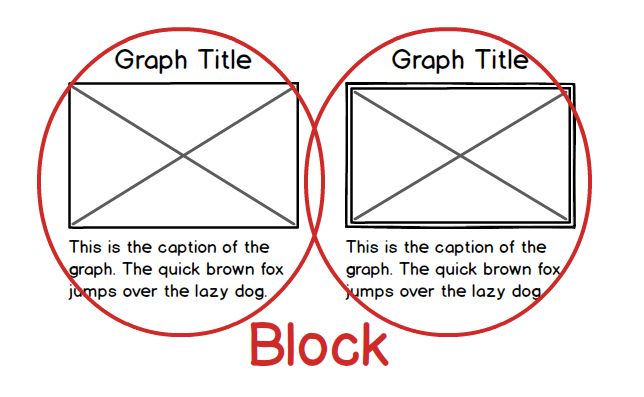 Graph Title
This is the caption of the
graph. The quick brown fox
jumps over the lazy dog.
Graph Title
This is the caption of the
graph. The quick brown fox
jumps over the lazy dog.
Block